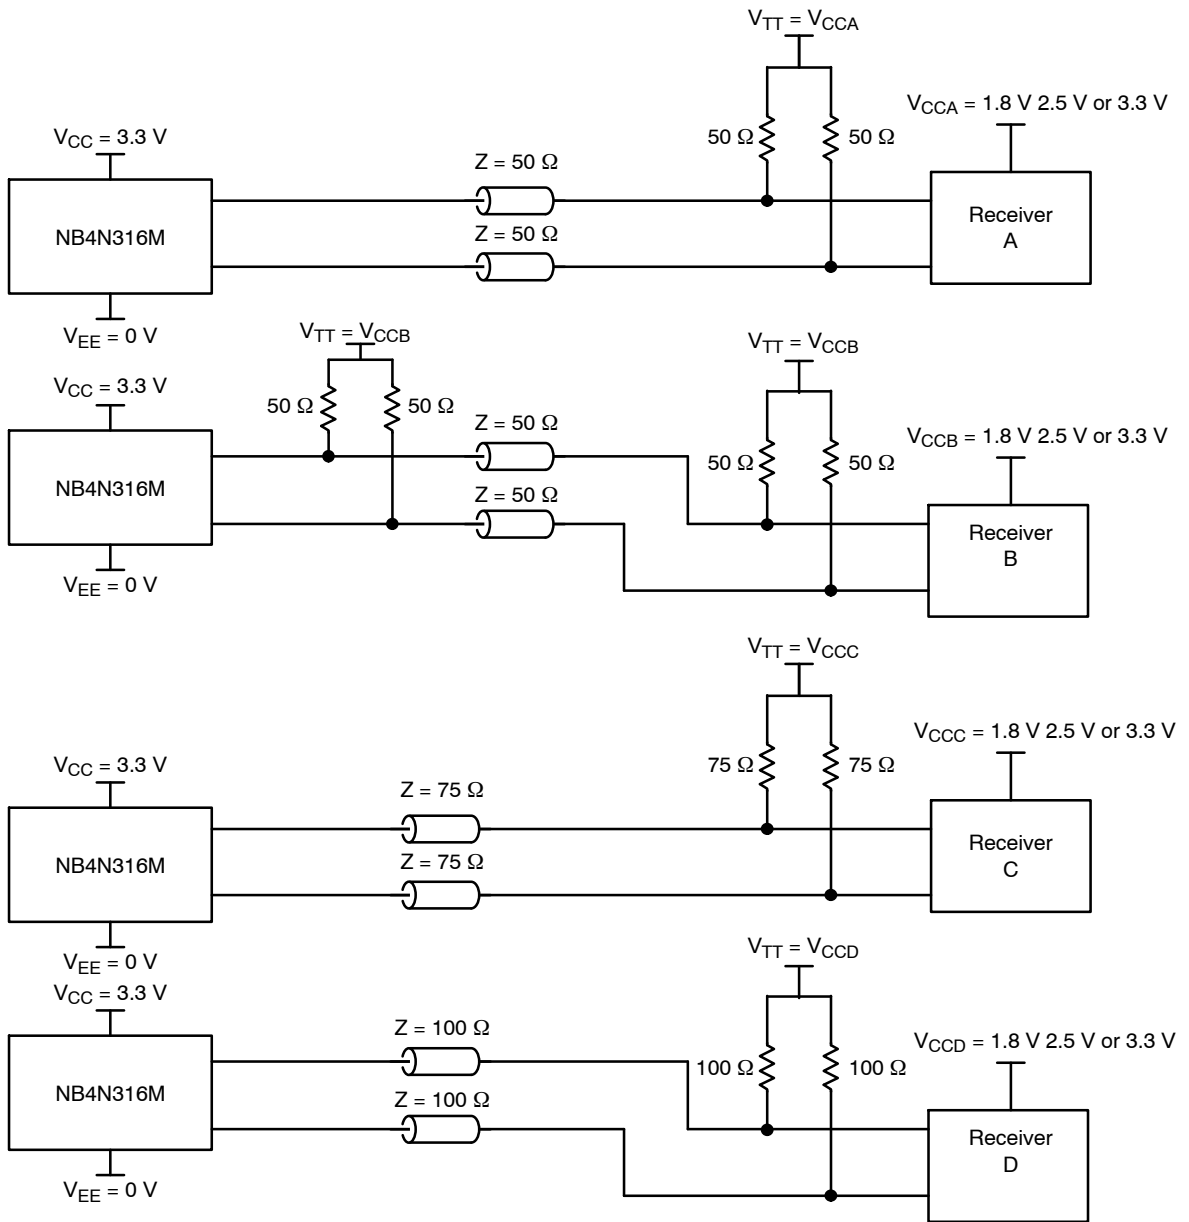 V_TT = V_CCA
V_CCA = 1.8 V 2.5 V or 3.3 V
V_CC = 3.3 V
50 Ω
50 Ω
Z = 50 Ω
NB4N316M
Z = 50 Ω
Receiver
A
V_EE = 0 V
V_TT = V_CCB
V_TT = V_CCB
V_CC = 3.3 V
50 Ω
50 Ω
Z = 50 Ω
V_CCB = 1.8 V 2.5 V or 3.3 V
50 Ω
50 Ω
NB4N316M
Z = 50 Ω
Receiver
B
V_EE = 0 V
V_TT = V_CCC
V_CCC = 1.8 V 2.5 V or 3.3 V
V_CC = 3.3 V
75 Ω
75 Ω
Z = 75 Ω
NB4N316M
Z = 75 Ω
Receiver
C
V_EE = 0 V
V_TT = V_CCD
V_CC = 3.3 V
Z = 100 Ω
V_CCD = 1.8 V 2.5 V or 3.3 V
100 Ω
100 Ω
NB4N316M
Z = 100 Ω
Receiver
D
V_EE = 0 V